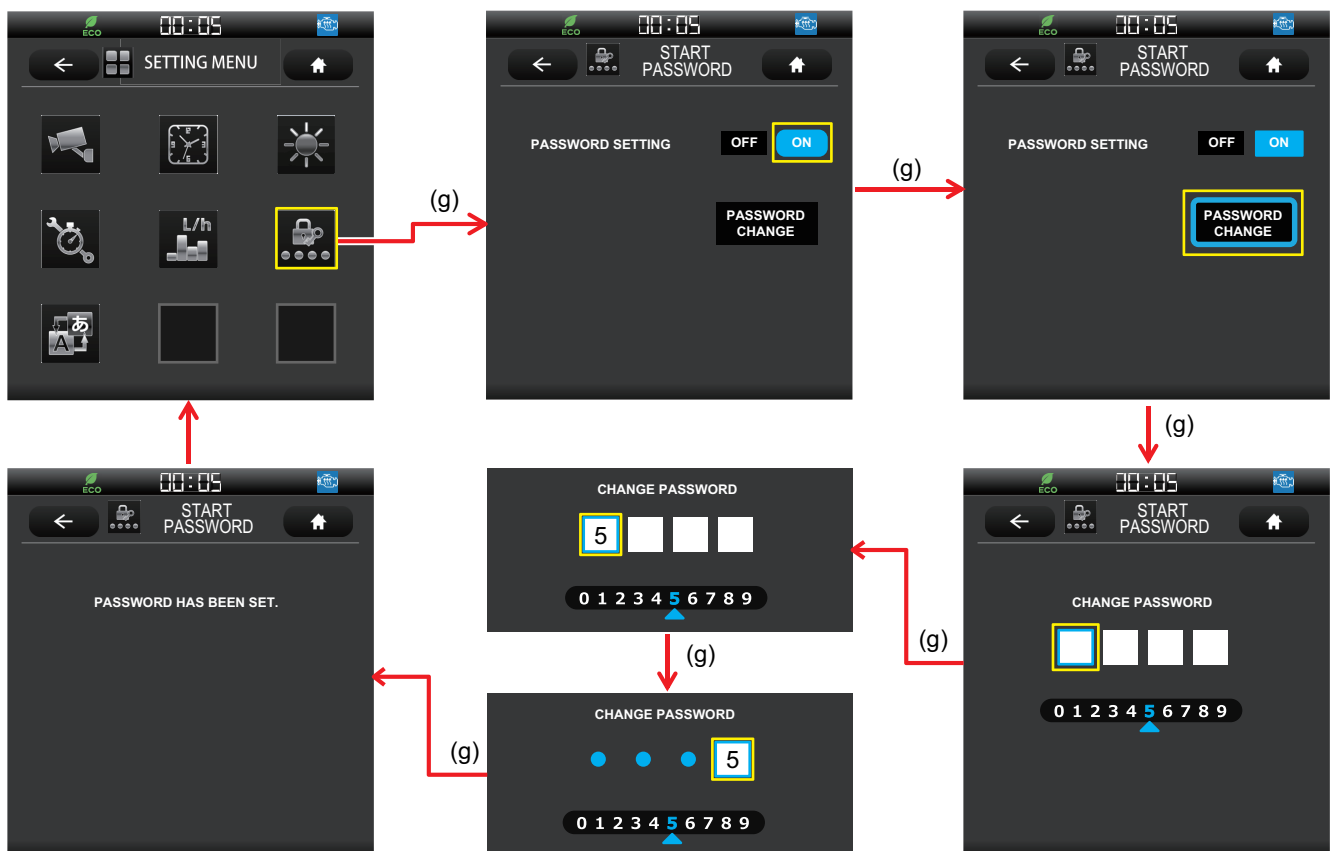 ECO 00:05
SETTING MENU
L/h
あ
A
(g)
ECO 00:05
START
PASSWORD
PASSWORD SETTING OFF ON
PASSWORD
CHANGE
(g)
ECO 00:05
START
PASSWORD
PASSWORD SETTING OFF ON
PASSWORD
CHANGE
(g)
ECO 00:05
START
PASSWORD
CHANGE PASSWORD
0 1 2 3 4 5 6 7 8 9
(g)
CHANGE PASSWORD
5
0 1 2 3 4 5 6 7 8 9
(g)
CHANGE PASSWORD
5
0 1 2 3 4 5 6 7 8 9
(g)
ECO 00:05
START
PASSWORD
PASSWORD HAS BEEN SET.